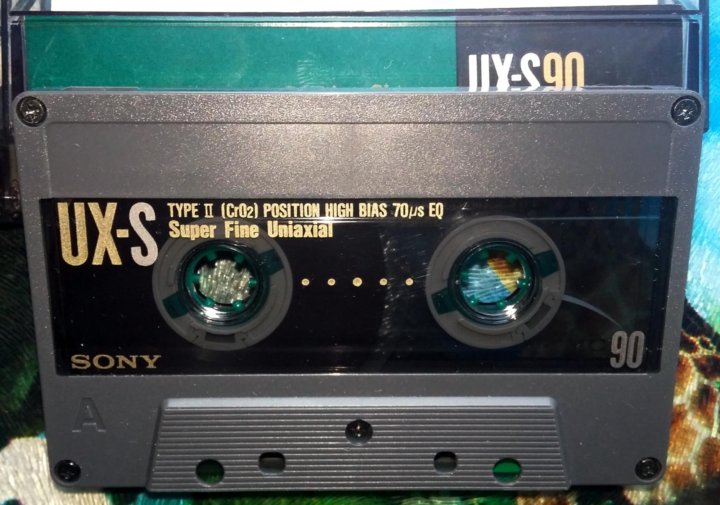 UX-S90
UX-S
TYPE II (CrO2) POSITION HIGH BIAS 70μs EQ
Super Fine Uniaxial
SONY
90
A